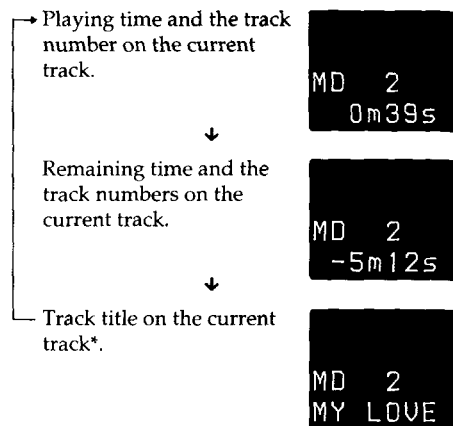 Playing time and the track
number on the current
track.
MD 2
0m39s
Remaining time and the
track numbers on the
current track.
MD 2
-5m12s
Track title on the current
track*.
MD 2
MY LOVE